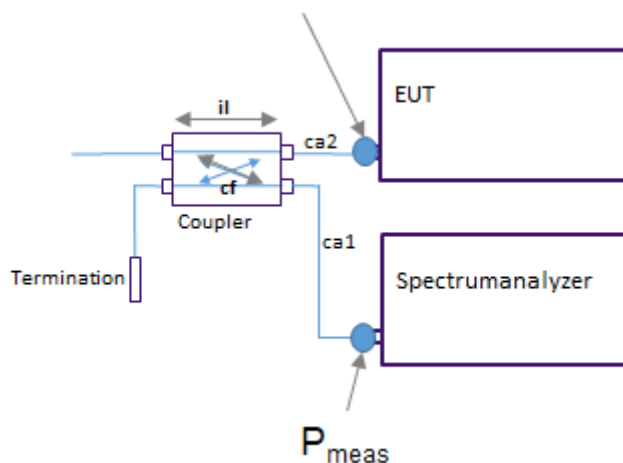 EUT
il
ca2
cf
Coupler
ca1
Termination
Spectrumanalyzer
Pmeas